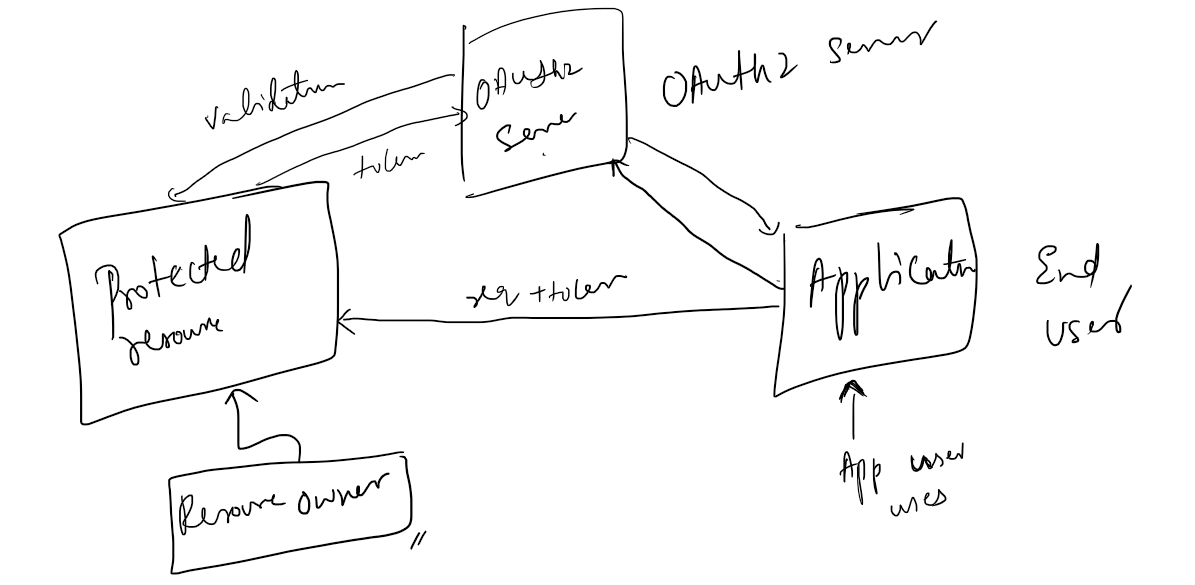 OAuth2 Server
validation
OAuth2
Server
token
Protected
resource
req + token
Application
End
user
App user
uses
Resource owner